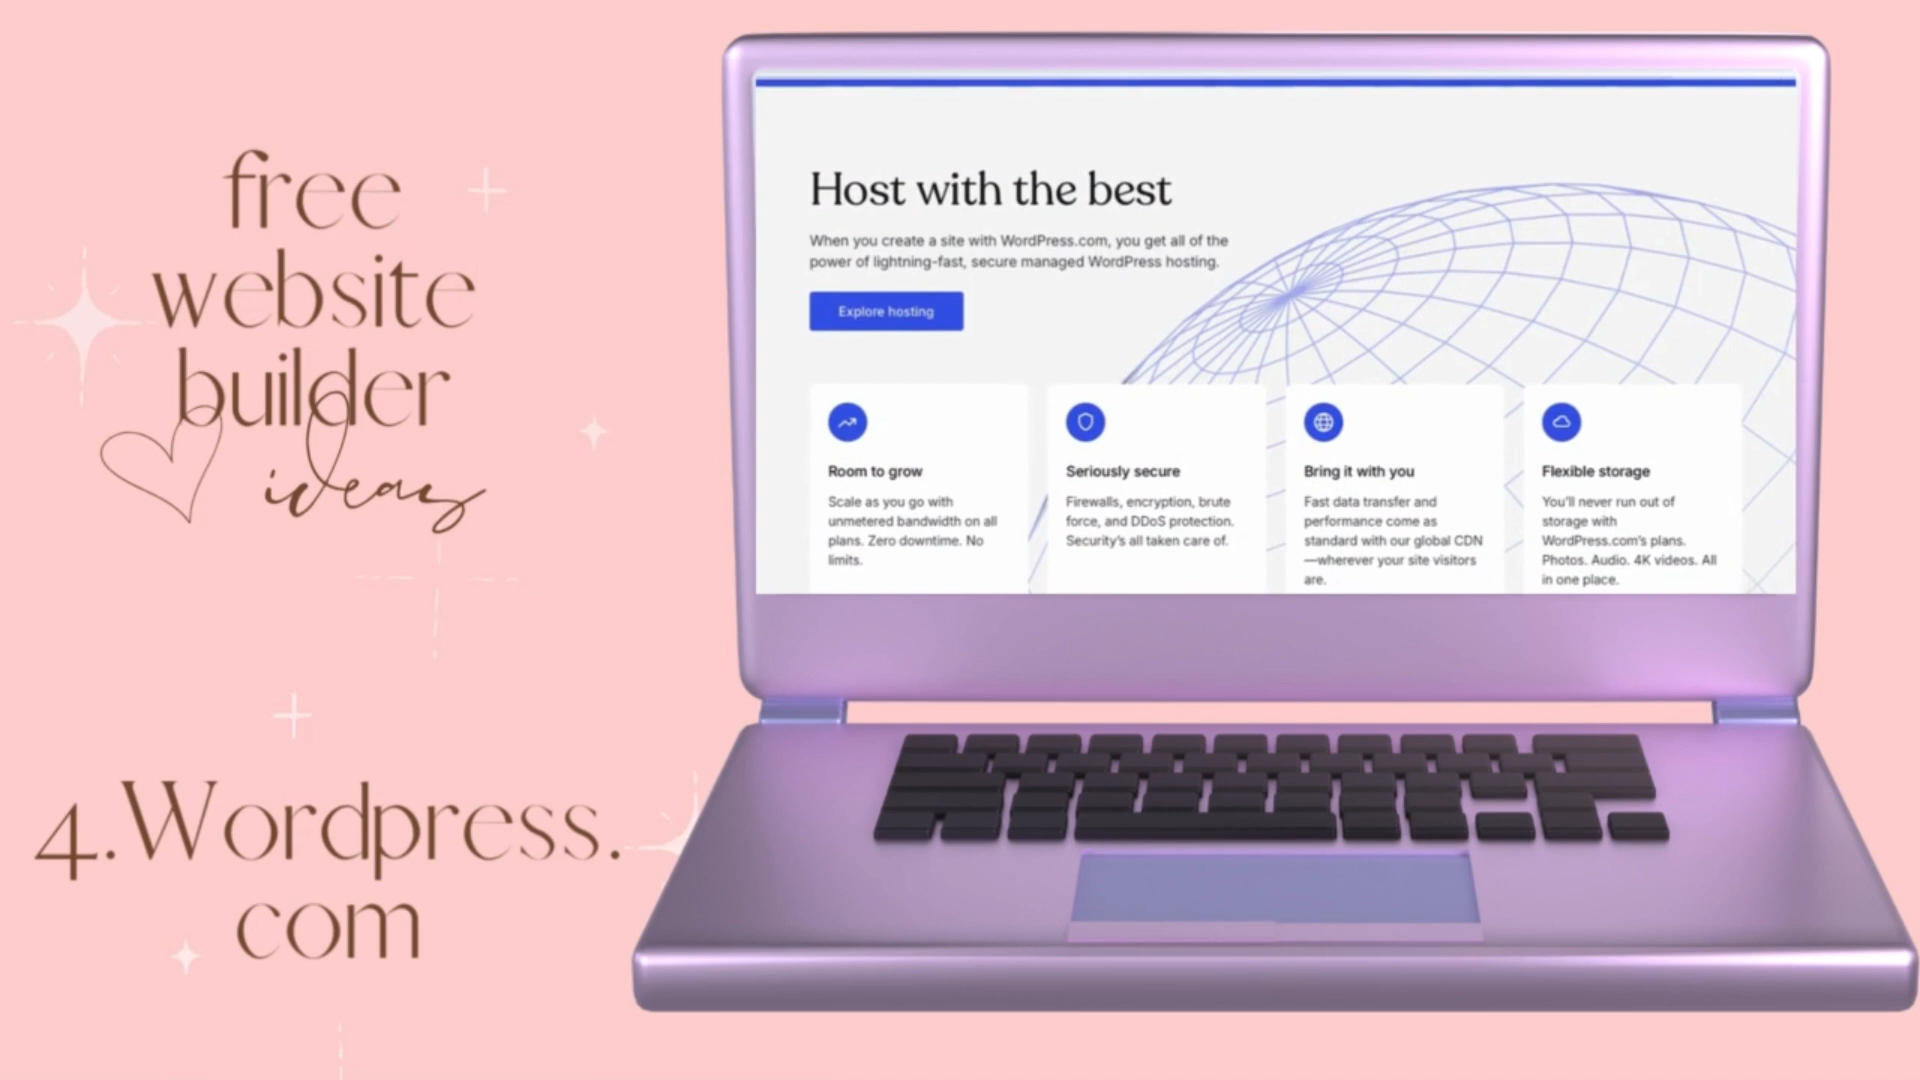 free
website
builder
ideas
4.Wordpress.
com
Host with the best
When you create a site with WordPress.com, you get all of the
power of lightning-fast, secure managed WordPress hosting.
Explore hosting
Room to grow
Scale as you go with
unmetered bandwidth on all
plans. Zero downtime. No
limits.
Seriously secure
Firewalls, encryption, brute
force, and DDoS protection.
Security's all taken care of.
Bring it with you
Fast data transfer and
performance come as
standard with our global CDN
—wherever your site visitors
are.
Flexible storage
You'll never run out of
storage with
WordPress.com's plans.
Photos. Audio. 4K videos. All
in one place.